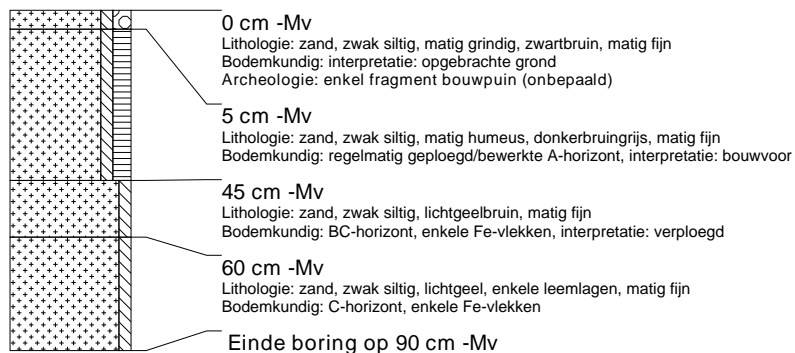 0 cm -Mv
Lithologie: zand, zwak siltig, matig grindig, zwartbruin, matig fijn
Bodemkundig: interpretatie: opgebrachte grond
Archeologie: enkel fragment bouwpuin (onbepaald)
5 cm -Mv
Lithologie: zand, zwak siltig, matig humeus, donkerbruingrijs, matig fijn
Bodemkundig: regelmatig geploegd/bewerkte A-horizont, interpretatie: bouwvoor
45 cm -Mv
Lithologie: zand, zwak siltig, lichtgeelbruin, matig fijn
Bodemkundig: BC-horizont, enkele Fe-vlekken, interpretatie: verploegd
60 cm -Mv
Lithologie: zand, zwak siltig, lichtgeel, enkele leemlagen, matig fijn
Bodemkundig: C-horizont, enkele Fe-vlekken
Einde boring op 90 cm -Mv